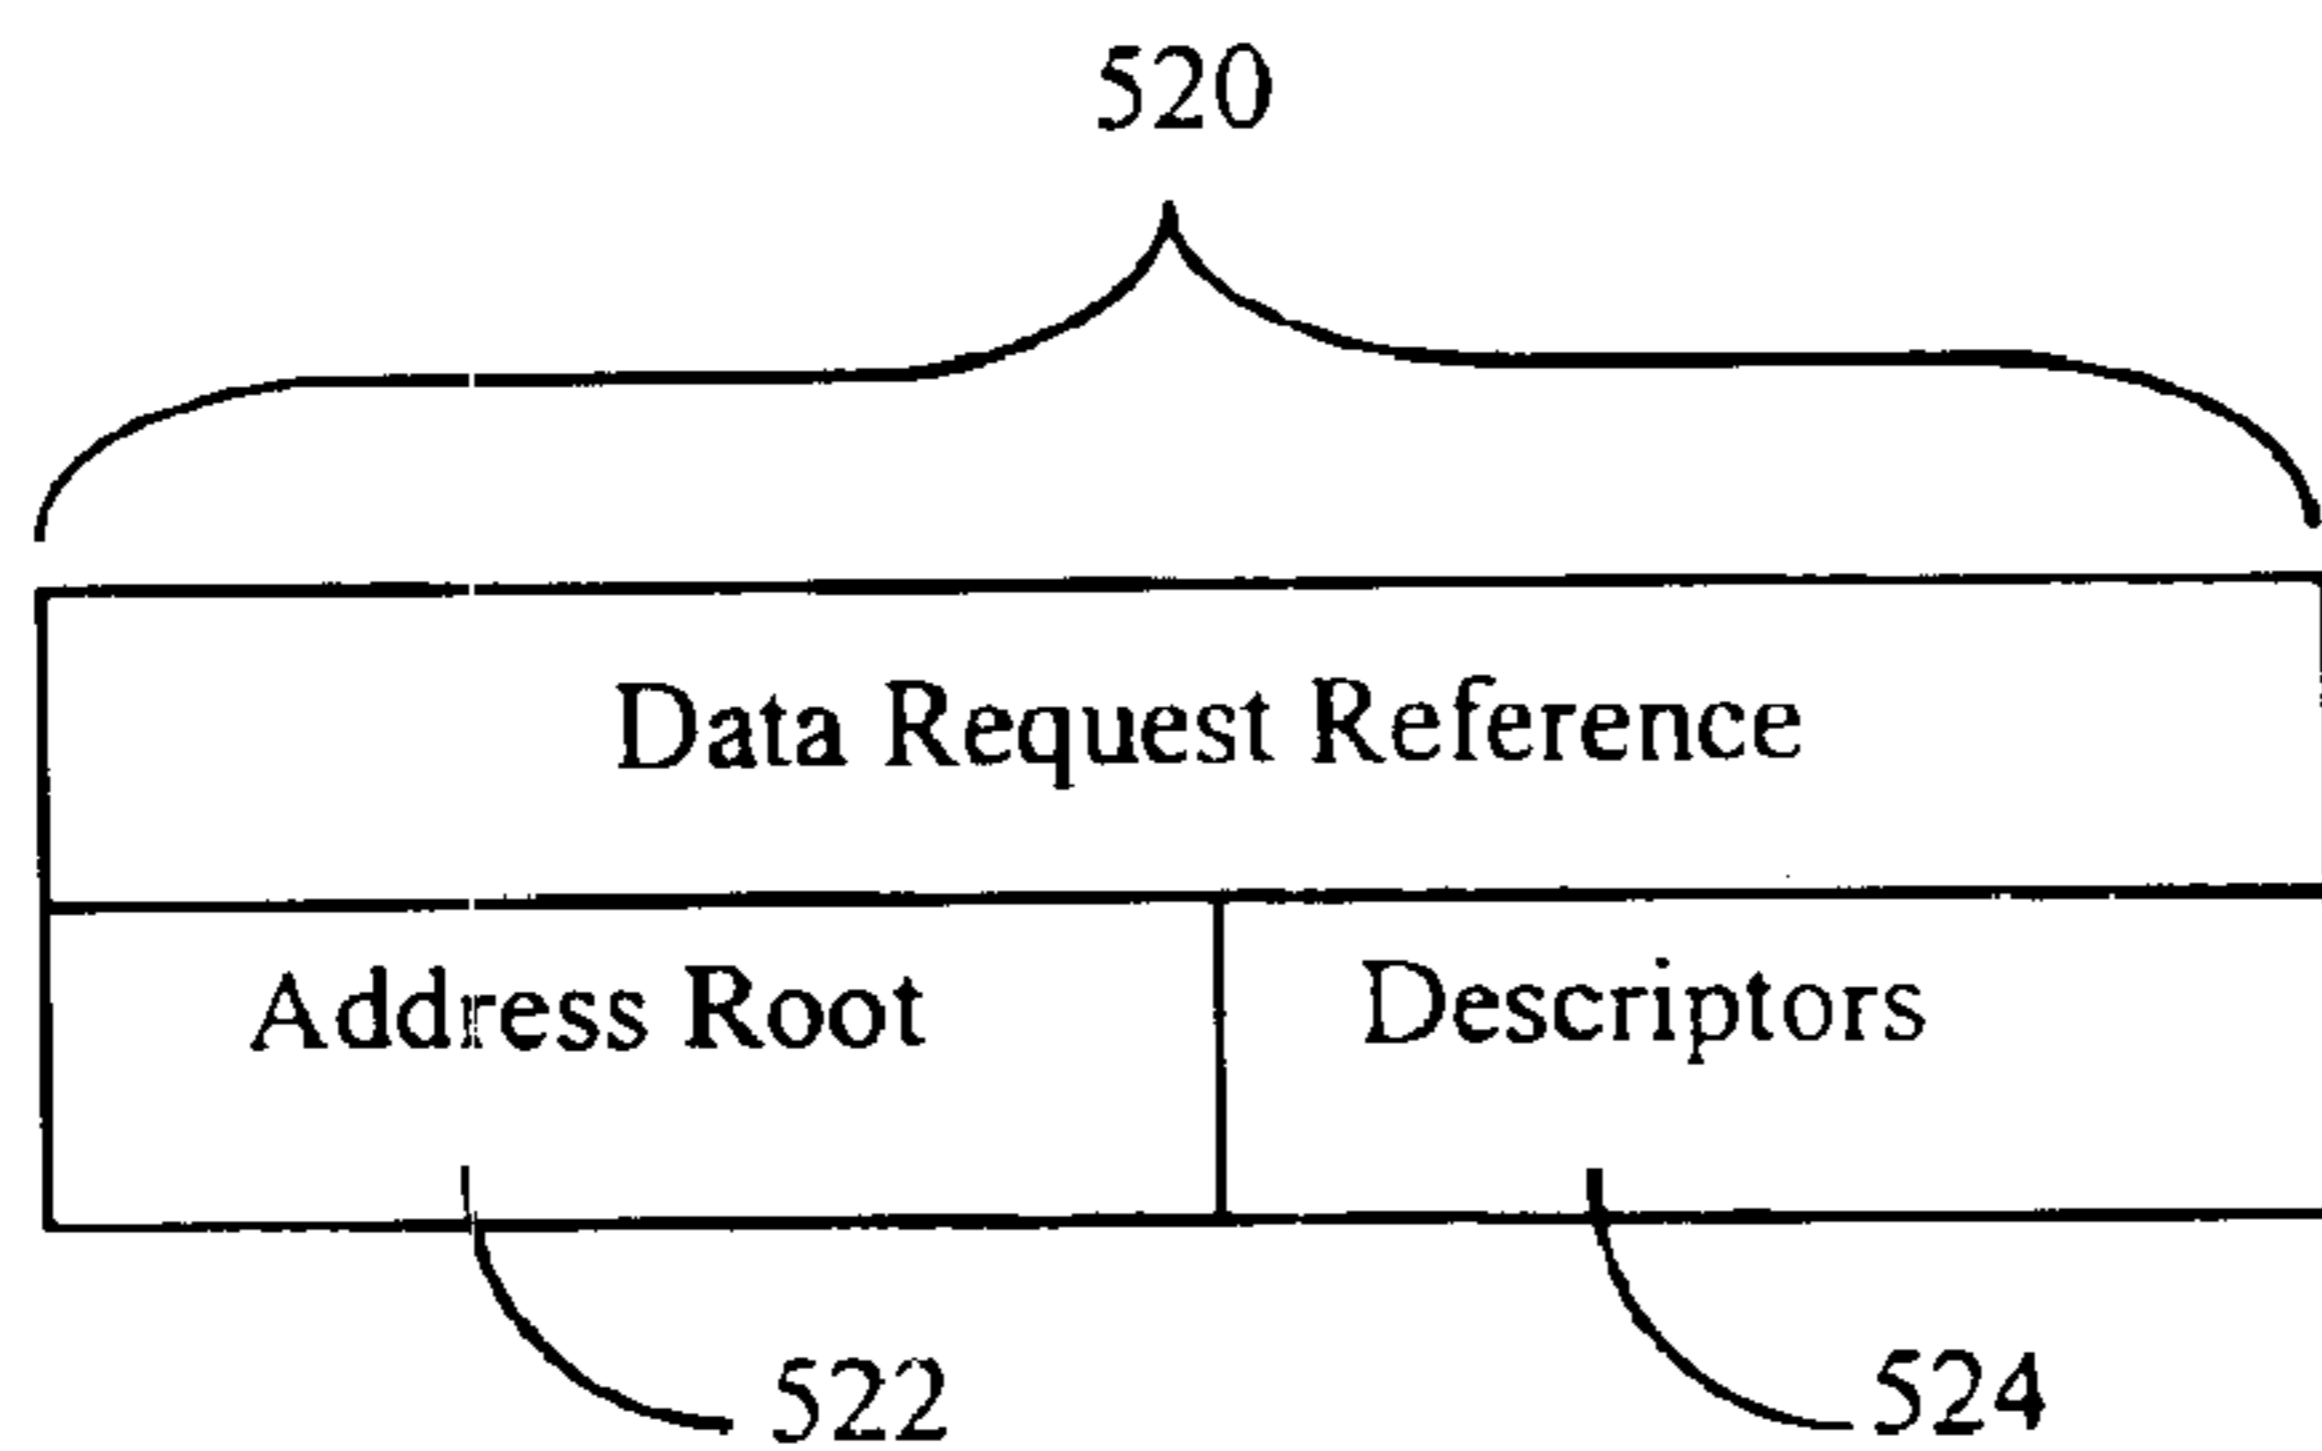 520
Data Request Reference
Address Root
Descriptors
522
524